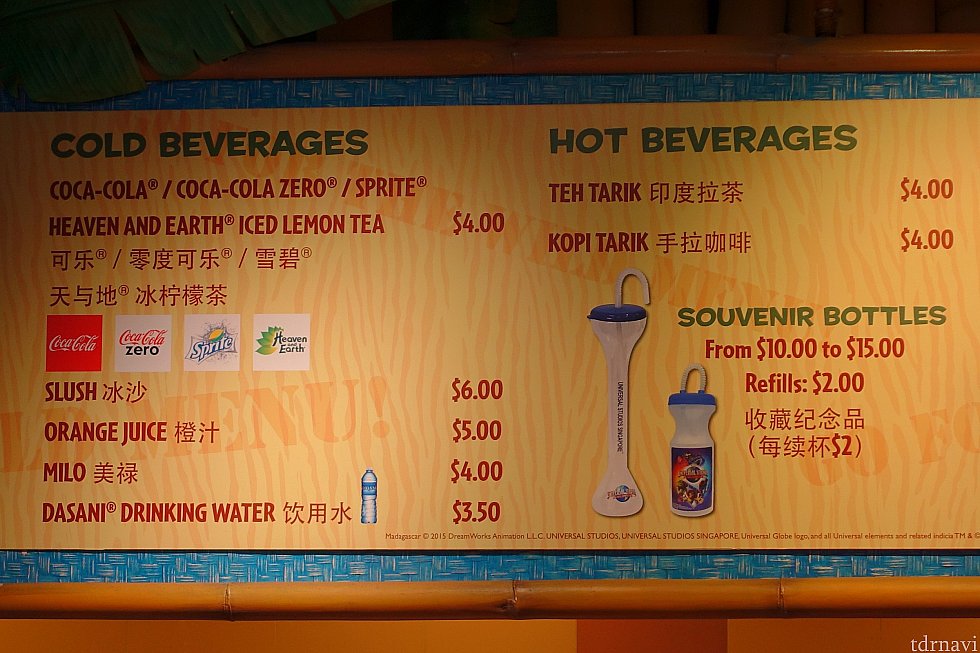 COLD BEVERAGES
COCA-COLA® / COCA-COLA ZERO® / SPRITE®
HEAVEN AND EARTH® ICED LEMON TEA $4.00
可乐® / 零度可乐® / 雪碧®
天与地® 冰柠檬茶
Coca-Cola
Coca-Cola zero
Sprite
Heaven and Earth
SLUSH 冰沙 $6.00
ORANGE JUICE 橙汁 $5.00
MILO 美禄 $4.00
DASANI® DRINKING WATER 饮用水 $3.50
HOT BEVERAGES
TEH TARIK 印度拉茶 $4.00
KOPI TARIK 手拉咖啡 $4.00
SOUVENIR BOTTLES
From $10.00 to $15.00
Refills: $2.00
收藏纪念品
(每续杯$2)
UNIVERSAL STUDIOS SINGAPORE
Madagascar © 2015 DreamWorks Animation L.L.C. UNIVERSAL STUDIOS, UNIVERSAL STUDIOS SINGAPORE, Universal Globe logo, and all Universal elements and related indicia TM & ©
tdrnavi